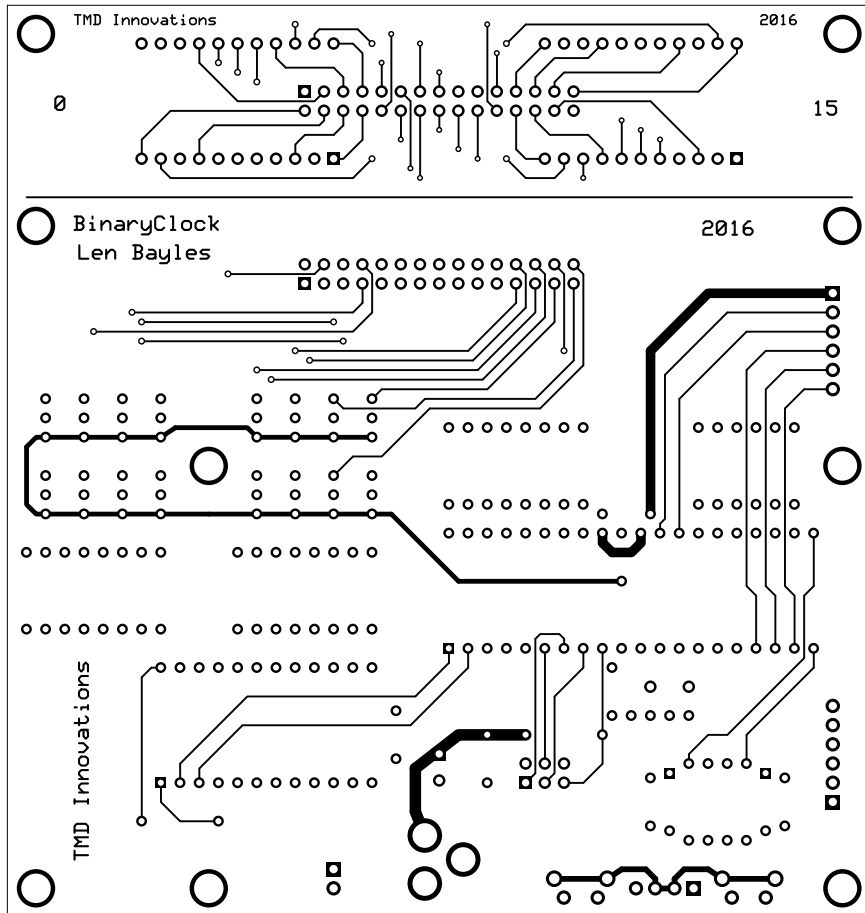 TMD Innovations
2016
0
15
BinaryClock
Len Bayles
2016
TMD Innovations